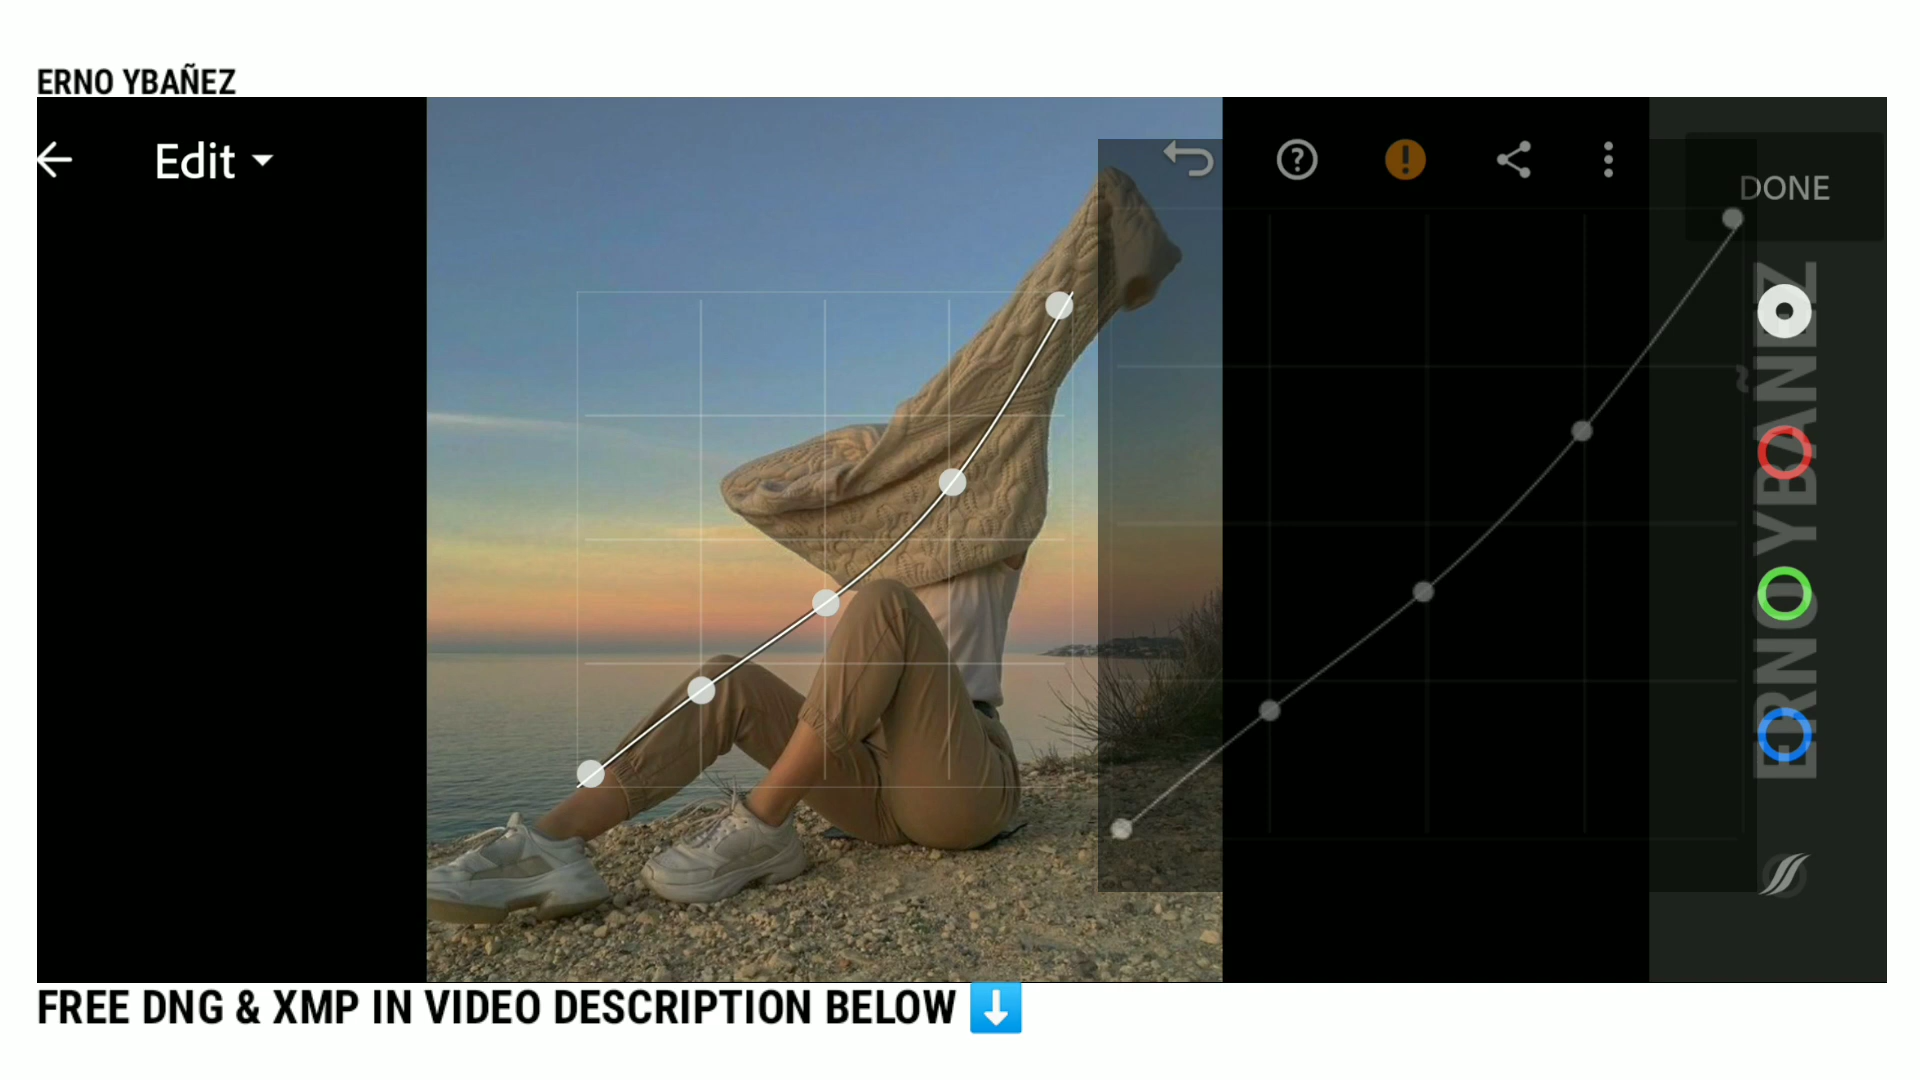 ERNO YBAÑEZ
Edit
DONE
ERNO YBAÑEZ
FREE DNG & XMP IN VIDEO DESCRIPTION BELOW